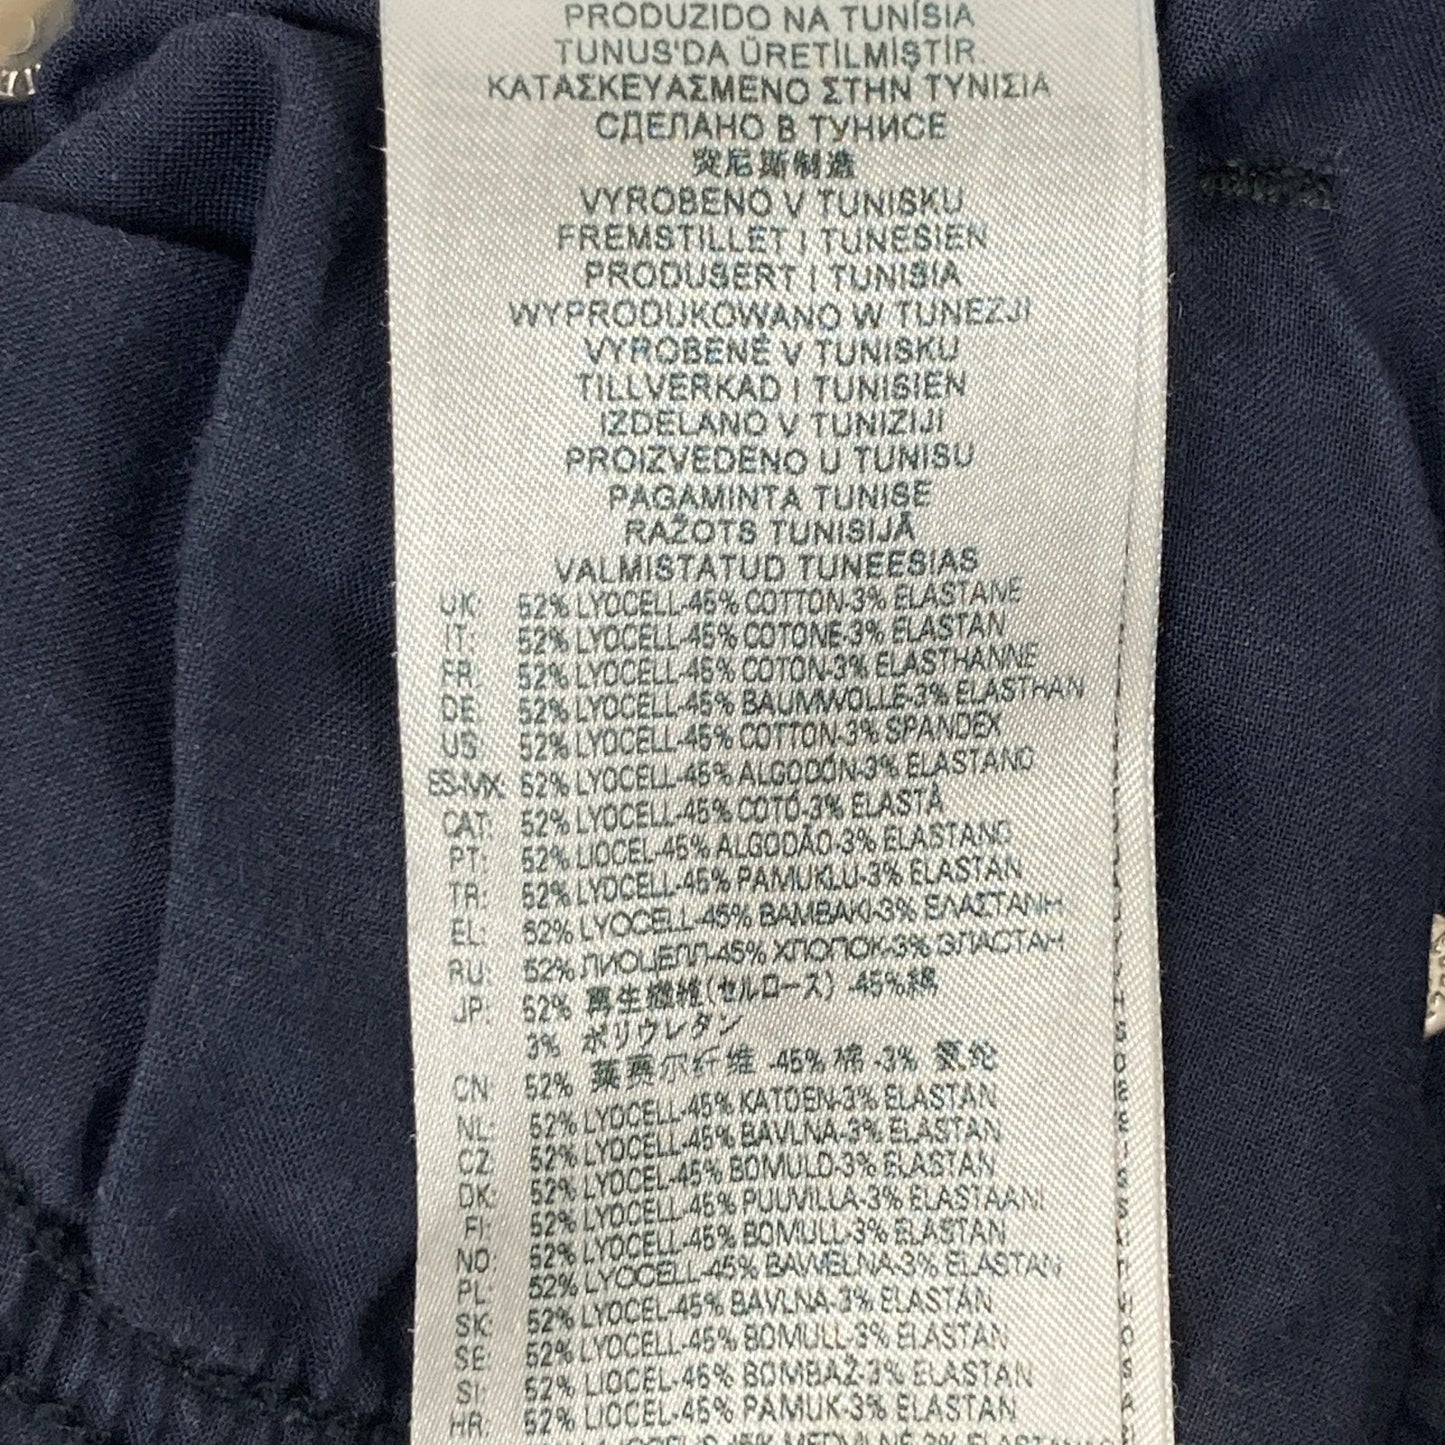 PRODUZIDO NA TUNÍSIA
TUNUS'DA ÜRETİLMİŞTİR.
ΚΑΤΑΣΚΕΥΑΣΜΕΝΟ ΣΤΗΝ ΤΥΝΙΣΙΑ
СДЕЛАНО В ТУНИСЕ
突尼斯制造
VYROBENO V TUNISKU
FREMSTILLET I TUNESIEN
PRODUSERT I TUNISIA
WYPRODUKOWANO W TUNEZJI
VYROBENÉ V TUNISKU
TILLVERKAD I TUNISIEN
IZDELANO V TUNIZIJI
PROIZVEDENO U TUNISU
PAGAMINTA TUNISE
RAŽOTS TUNISIJĀ
VALMISTATUD TUNEESIAS
UK: 52% LYOCELL-45% COTTON-3% ELASTANE
IT: 52% LYOCELL-45% COTONE-3% ELASTAN
FR: 52% LYOCELL-45% COTON-3% ELASTHANNE
DE: 52% LYOCELL-45% BAUMWOLLE-3% ELASTHAN
US: 52% LYOCELL-45% COTTON-3% SPANDEX
ES-MX: 52% LYOCELL-45% ALGODÓN-3% ELASTANO
CAT: 52% LYOCELL-45% COTÓ-3% ELASTÀ
PT: 52% LIOCEL-45% ALGODÃO-3% ELASTANO
TR: 52% LYOCELL-45% PAMUKLU-3% ELASTAN
EL: 52% LYOCELL-45% ΒΑΜΒΑΚΙ-3% ΕΛΑΣΤΑΝΗ
RU: 52% ЛИОЦЕЛЛ-45% ХЛОПОК-3% ЭЛАСТАН
JP: 52% 再生繊維(セルロース) -45%綿
3% ポリウレタン
CN: 52% 莱赛尔纤维 -45% 棉 -3% 氨纶
NL: 52% LYOCELL-45% KATOEN-3% ELASTAN
CZ: 52% LYOCELL-45% BAVLNA-3% ELASTAN
DK: 52% LYOCELL-45% BOMULD-3% ELASTAN
FI: 52% LYOCELL-45% PUUVILLA-3% ELASTAANI
NO: 52% LYOCELL-45% BOMULL-3% ELASTAN
PL: 52% LYOCELL-45% BAWEŁNA-3% ELASTAN
SK: 52% LYOCEL-45% BAVLNA-3% ELASTÁN
SE: 52% LYOCELL-45% BOMULL-3% ELASTAN
SI: 52% LIOCEL-45% BOMBAŽ-3% ELASTAN
HR: 52% LIOCEL-45% PAMUK-3% ELASTAN